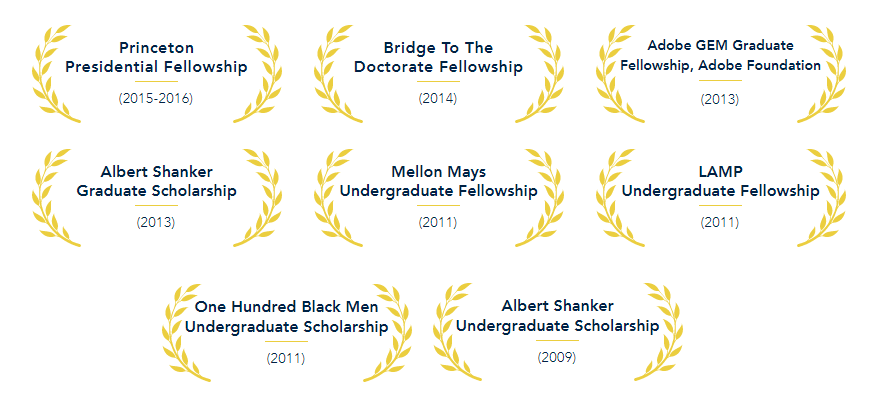 Princeton
Presidential Fellowship
(2015-2016)
Bridge To The
Doctorate Fellowship
(2014)
Adobe GEM Graduate
Fellowship, Adobe Foundation
(2013)
Albert Shanker
Graduate Scholarship
(2013)
Mellon Mays
Undergraduate Fellowship
(2011)
LAMP
Undergraduate Fellowship
(2011)
One Hundred Black Men
Undergraduate Scholarship
(2011)
Albert Shanker
Undergraduate Scholarship
(2009)